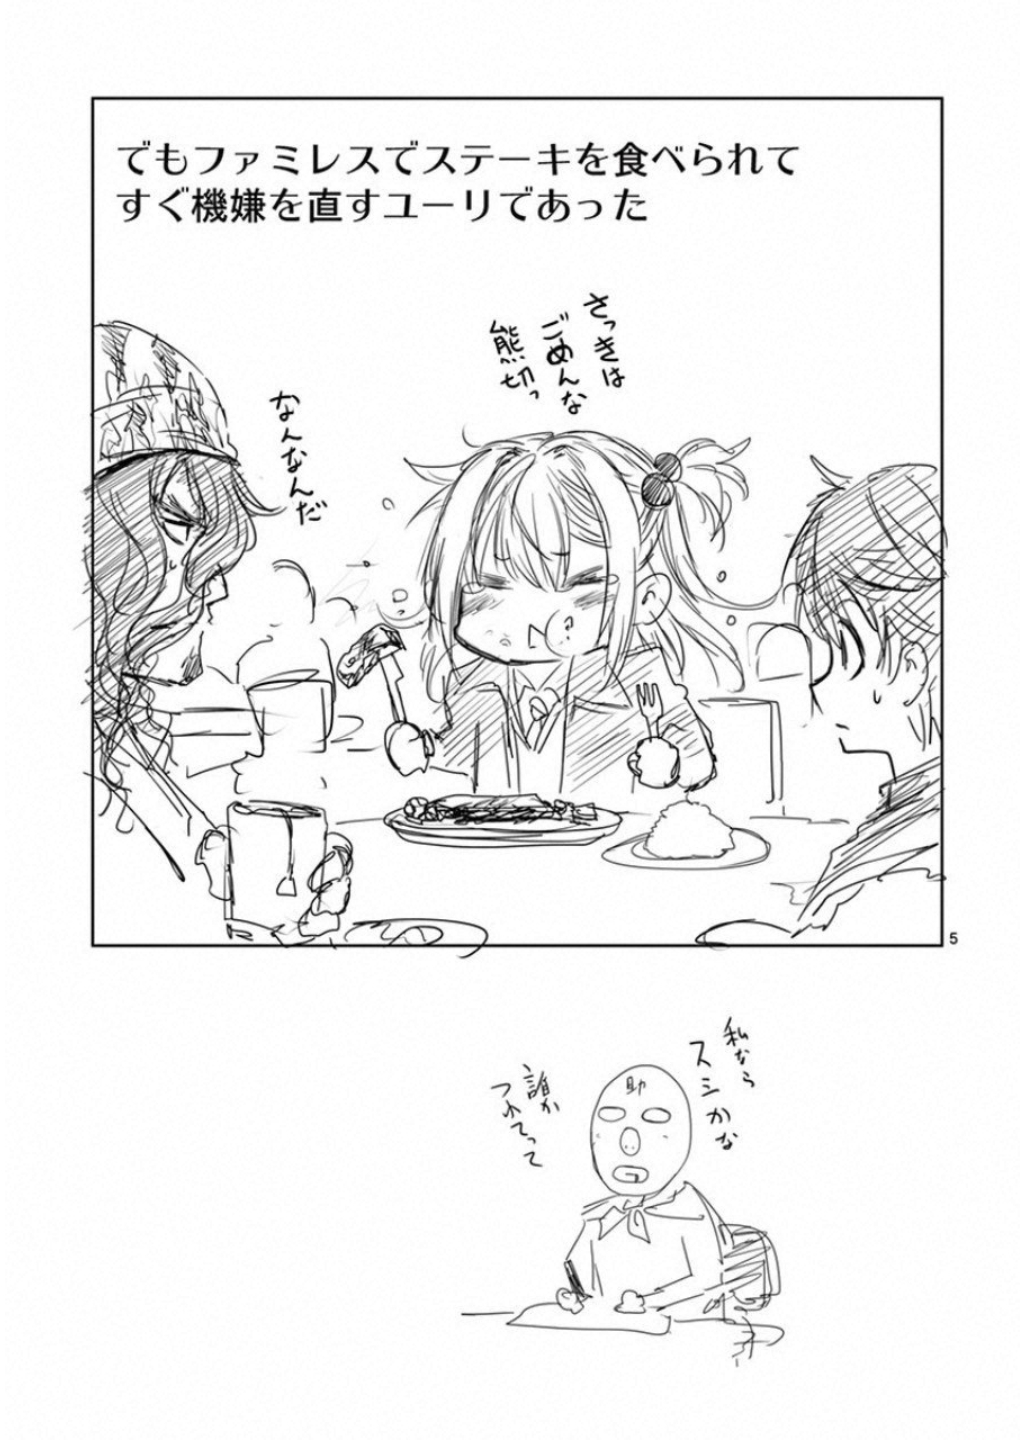 でもファミレスでステーキを食べられて
すぐ機嫌を直すユーリであった
さっきは
ごめんな
熊切っ
なんなんだ
5
私なら
スシかな
誰か
つれてって
助